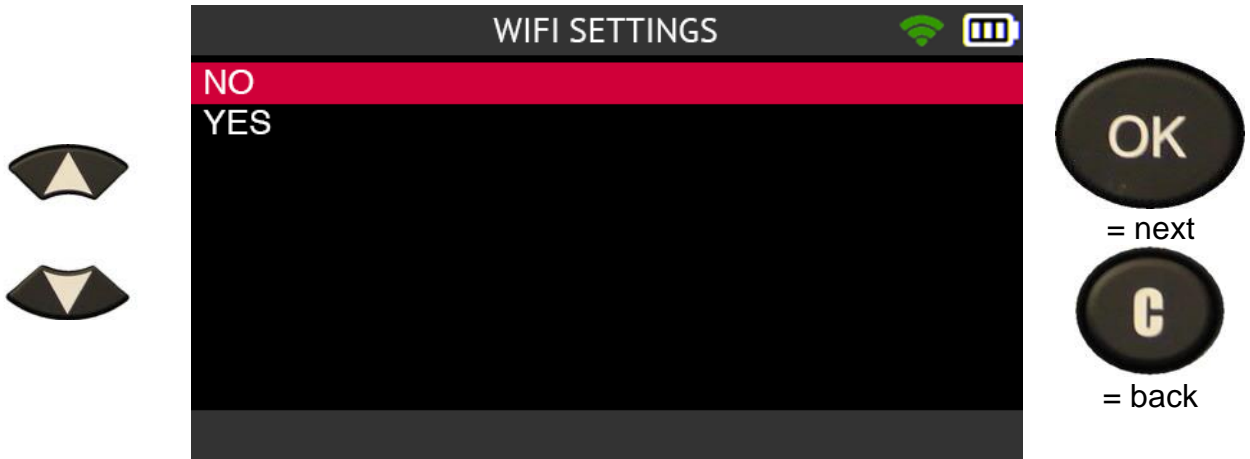 WIFI SETTINGS
NO
YES
OK
= next
C
= back